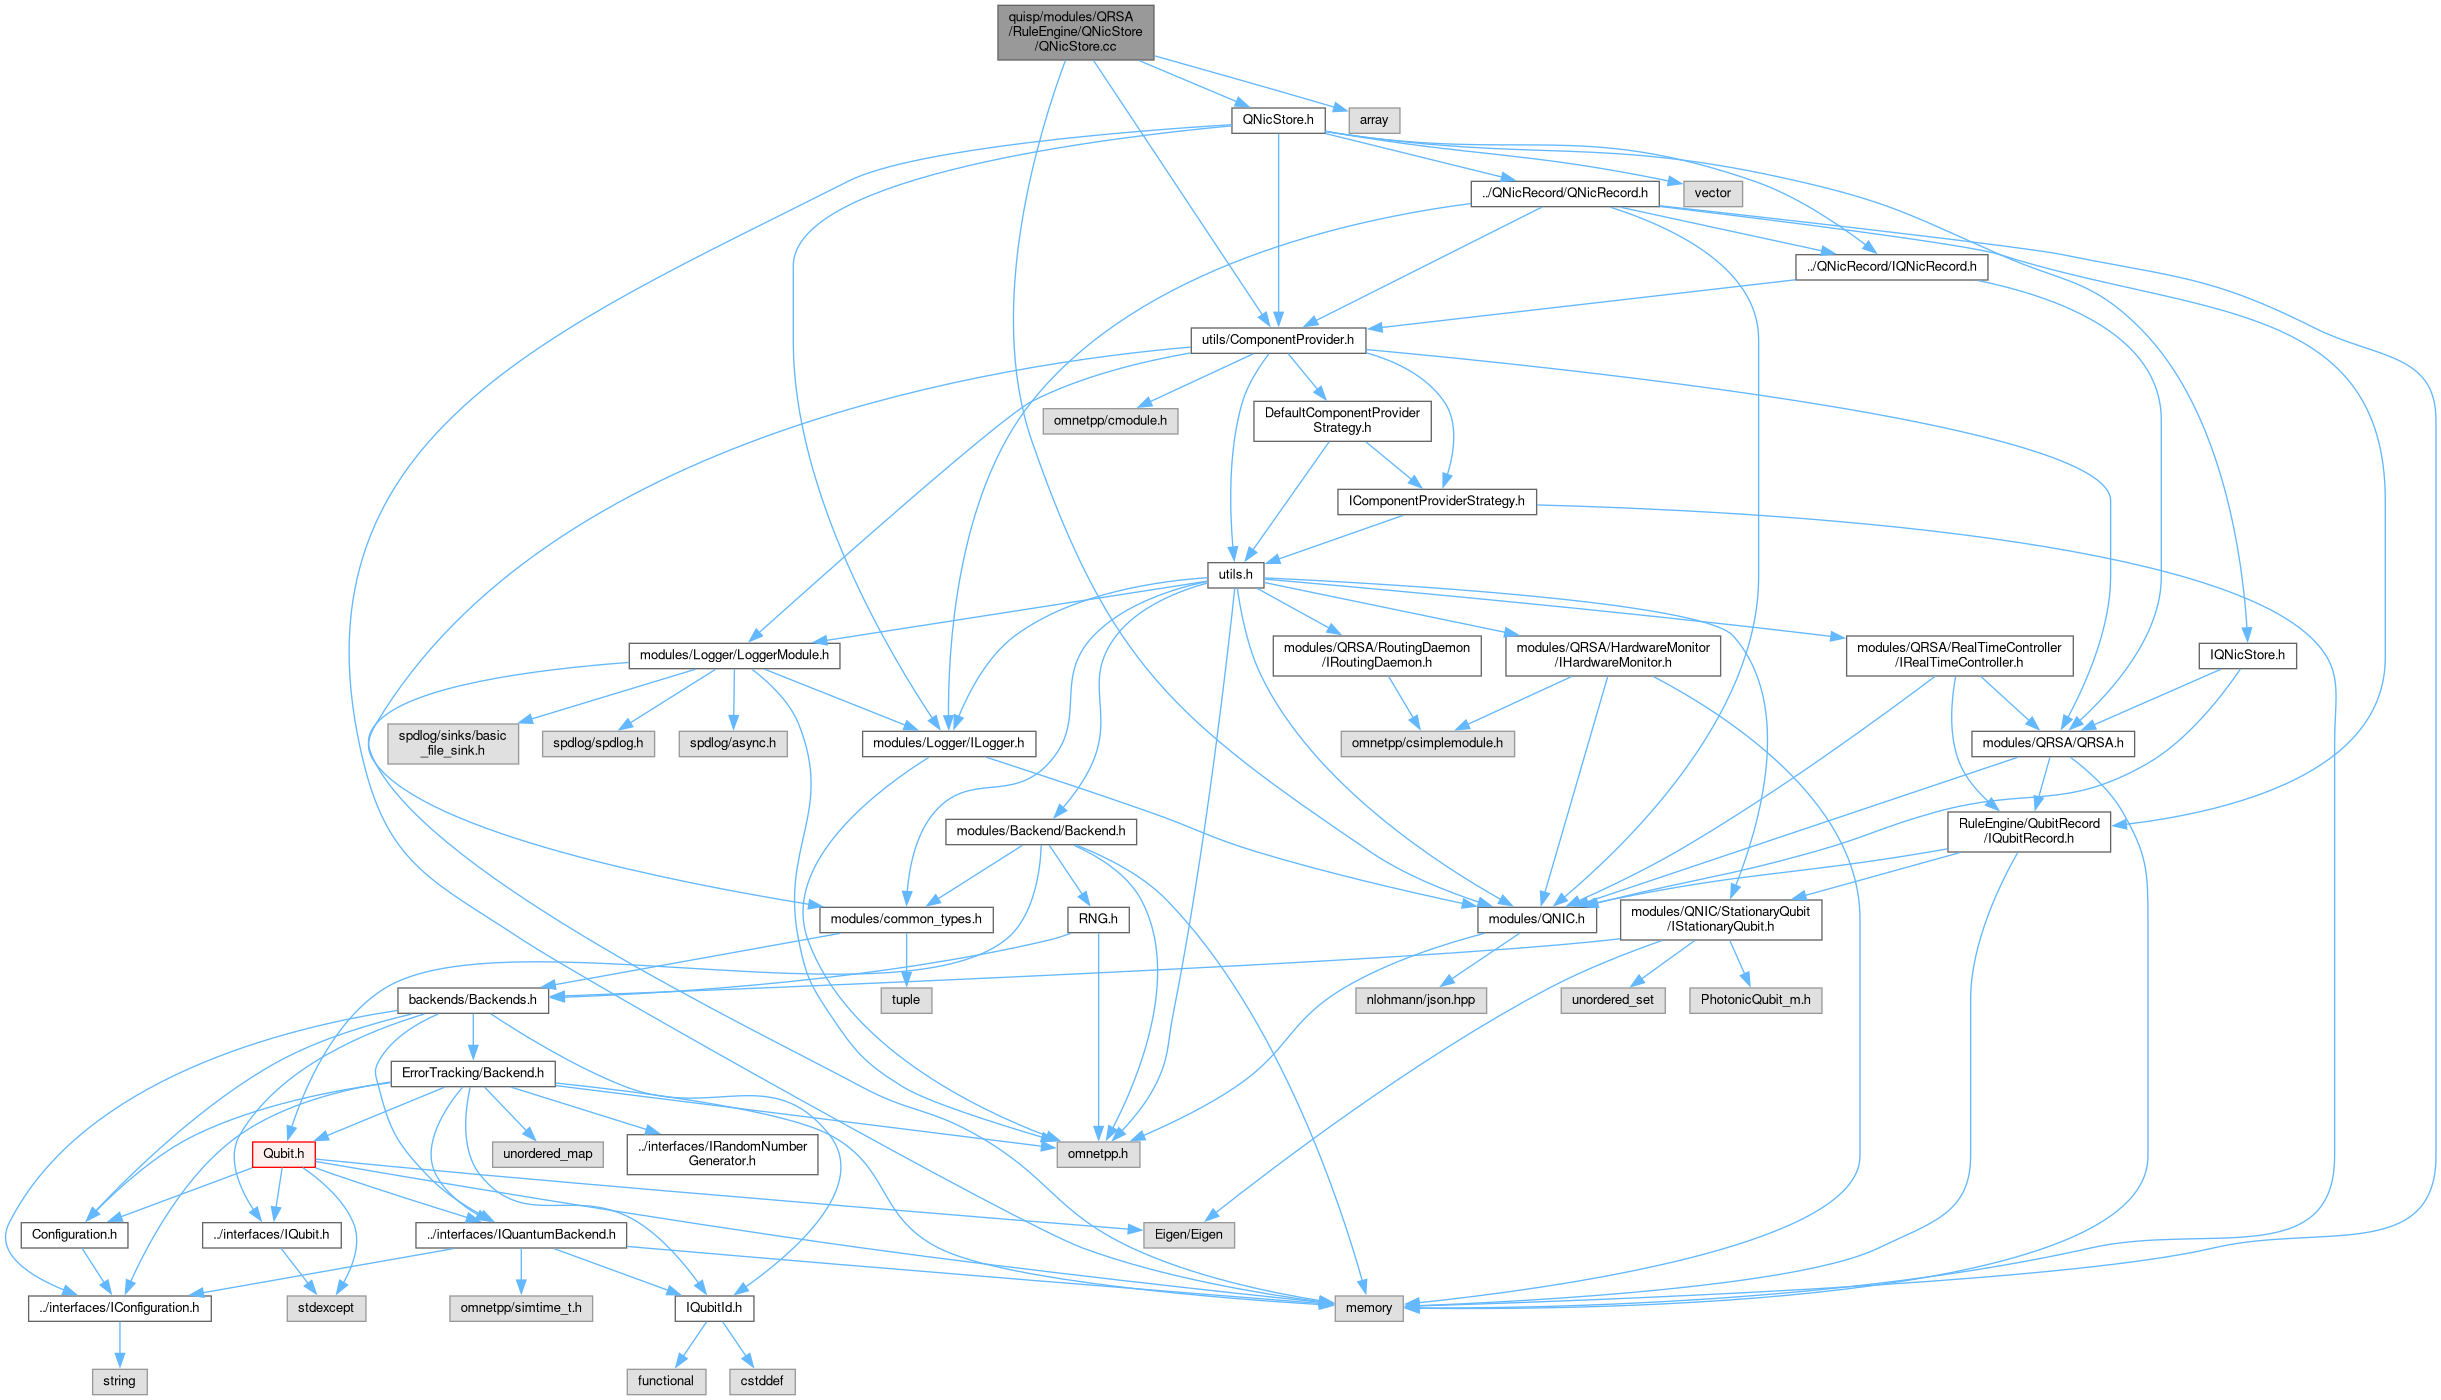 quisp/modules/QRSA
/RuleEngine/QNicStore
/QNicStore.cc
QNicStore.h
array
../QNicRecord/QNicRecord.h
vector
../QNicRecord/IQNicRecord.h
utils/ComponentProvider.h
omnetpp/cmodule.h
DefaultComponentProvider
Strategy.h
IComponentProviderStrategy.h
utils.h
modules/Logger/LoggerModule.h
modules/QRSA/RoutingDaemon
/IRoutingDaemon.h
modules/QRSA/HardwareMonitor
/IHardwareMonitor.h
modules/QRSA/RealTimeController
/IRealTimeController.h
IQNicStore.h
spdlog/sinks/basic
_file_sink.h
spdlog/spdlog.h
spdlog/async.h
modules/Logger/ILogger.h
omnetpp/csimplemodule.h
modules/QRSA/QRSA.h
modules/Backend/Backend.h
RuleEngine/QubitRecord
/IQubitRecord.h
modules/common_types.h
RNG.h
modules/QNIC.h
modules/QNIC/StationaryQubit
/IStationaryQubit.h
backends/Backends.h
tuple
nlohmann/json.hpp
unordered_set
PhotonicQubit_m.h
ErrorTracking/Backend.h
Qubit.h
unordered_map
../interfaces/IRandomNumber
Generator.h
omnetpp.h
Configuration.h
../interfaces/IQubit.h
../interfaces/IQuantumBackend.h
Eigen/Eigen
../interfaces/IConfiguration.h
stdexcept
omnetpp/simtime_t.h
IQubitId.h
memory
string
functional
cstddef